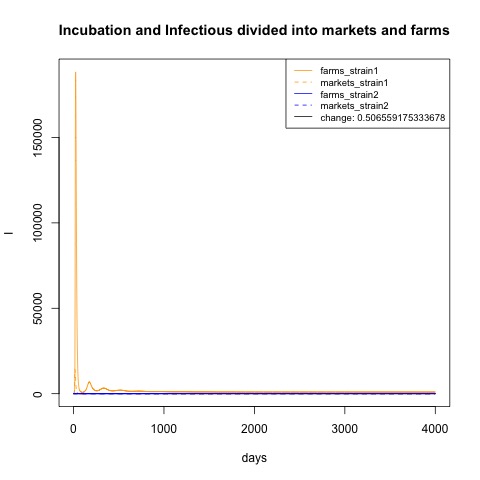 Incubation and Infectious divided into markets and farms
farms_strain1
markets_strain1
farms_strain2
markets_strain2
change: 0.506559175333678
150000
100000
50000
0
I
0 1000 2000 3000 4000
days